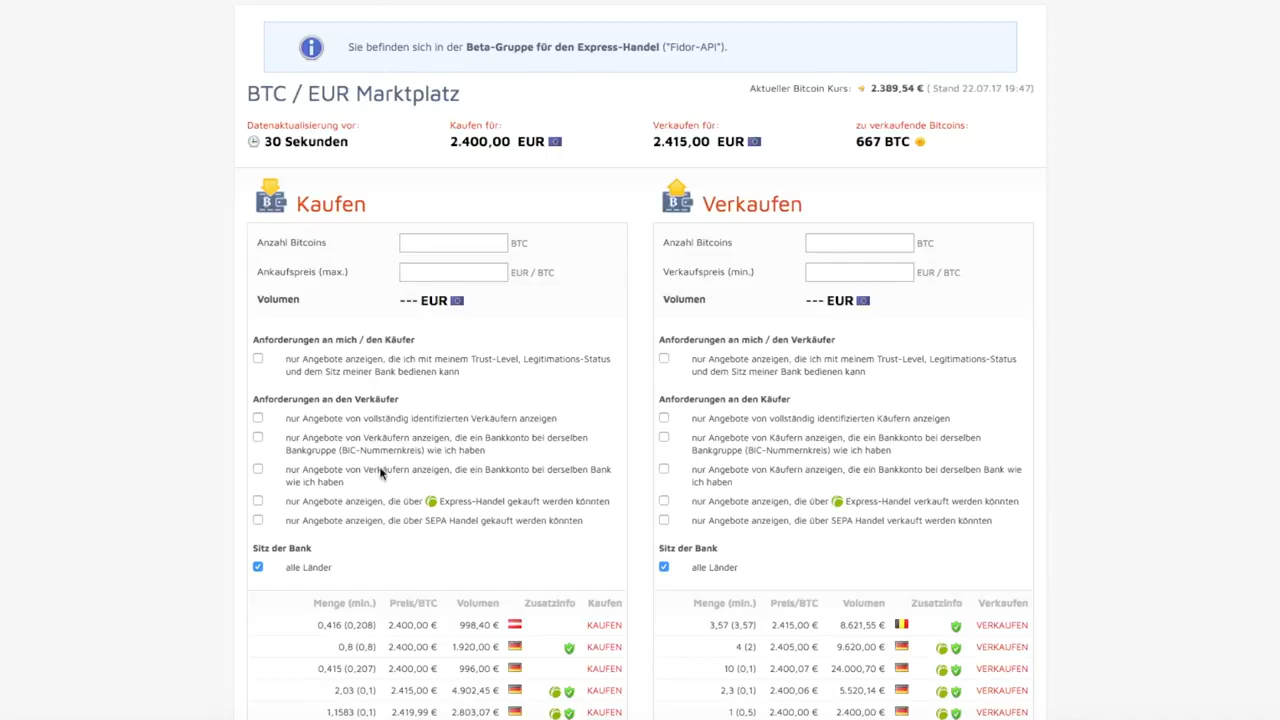 Sie befinden sich in der Beta-Gruppe für den Express-Handel ("Fidor-API").
BTC / EUR Marktplatz
Aktueller Bitcoin Kurs: 2.389,54 € ( Stand 22.07.17 19:47)
Datenaktualisierung vor:
30 Sekunden
Kaufen für:
2.400,00 EUR
Verkaufen für:
2.415,00 EUR
zu verkaufende Bitcoins:
667 BTC
Kaufen
Anzahl Bitcoins BTC
Ankaufspreis (max.) EUR / BTC
Volumen --- EUR
Anforderungen an mich / den Käufer
nur Angebote anzeigen, die ich mit meinem Trust-Level, Legitimations-Status
und dem Sitz meiner Bank bedienen kann
Anforderungen an den Verkäufer
nur Angebote von vollständig identifizierten Verkäufern anzeigen
nur Angebote von Verkäufern anzeigen, die ein Bankkonto bei derselben
Bankgruppe (BIC-Nummernkreis) wie ich haben
nur Angebote von Verkäufern anzeigen, die ein Bankkonto bei derselben Bank
wie ich haben
nur Angebote anzeigen, die über Express-Handel gekauft werden könnten
nur Angebote anzeigen, die über SEPA Handel gekauft werden könnten
Sitz der Bank
alle Länder
Menge (min.) Preis/BTC Volumen Zusatzinfo Kaufen
0,416 (0,208) 2.400,00 € 998,40 € KAUFEN
0,8 (0,8) 2.400,00 € 1.920,00 € KAUFEN
0,415 (0,207) 2.400,00 € 996,00 € KAUFEN
2,03 (0,1) 2.415,00 € 4.902,45 € KAUFEN
1,1583 (0,1) 2.419,99 € 2.803,07 € KAUFEN
Verkaufen
Anzahl Bitcoins BTC
Verkaufspreis (min.) EUR / BTC
Volumen --- EUR
Anforderungen an mich / den Verkäufer
nur Angebote anzeigen, die ich mit meinem Trust-Level, Legitimations-Status
und dem Sitz meiner Bank bedienen kann
Anforderungen an den Käufer
nur Angebote von vollständig identifizierten Käufern anzeigen
nur Angebote von Käufern anzeigen, die ein Bankkonto bei derselben
Bankgruppe (BIC-Nummernkreis) wie ich haben
nur Angebote von Käufern anzeigen, die ein Bankkonto bei derselben Bank wie
ich haben
nur Angebote anzeigen, die über Express-Handel verkauft werden könnten
nur Angebote anzeigen, die über SEPA Handel verkauft werden könnten
Sitz der Bank
alle Länder
Menge (min.) Preis/BTC Volumen Zusatzinfo Verkaufen
3,57 (3,57) 2.415,00 € 8.621,55 € VERKAUFEN
4 (2) 2.405,00 € 9.620,00 € VERKAUFEN
10 (0,1) 2.400,07 € 24.000,70 € VERKAUFEN
2,3 (0,1) 2.400,06 € 5.520,14 € VERKAUFEN
1 (0,5) 2.400,00 € 2.400,00 € VERKAUFEN